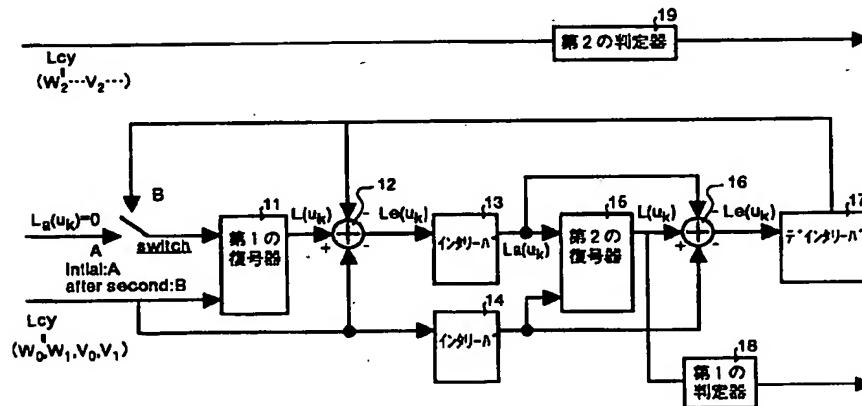 19
第2の判定器
Lcy
(W2…V2…)
B
12
La(uk)=0
A
switch
Intial:A
after second:B
11
第1の復号器
L(uk)
+
-
-
Le(uk)
13
インタリーバ
La(uk)
15
第2の復号器
L(uk)
16
+
-
-
Le(uk)
17
デインタリーバ
Lcy
(W0,W1,V0,V1)
14
インタリーバ
18
第1の判定器